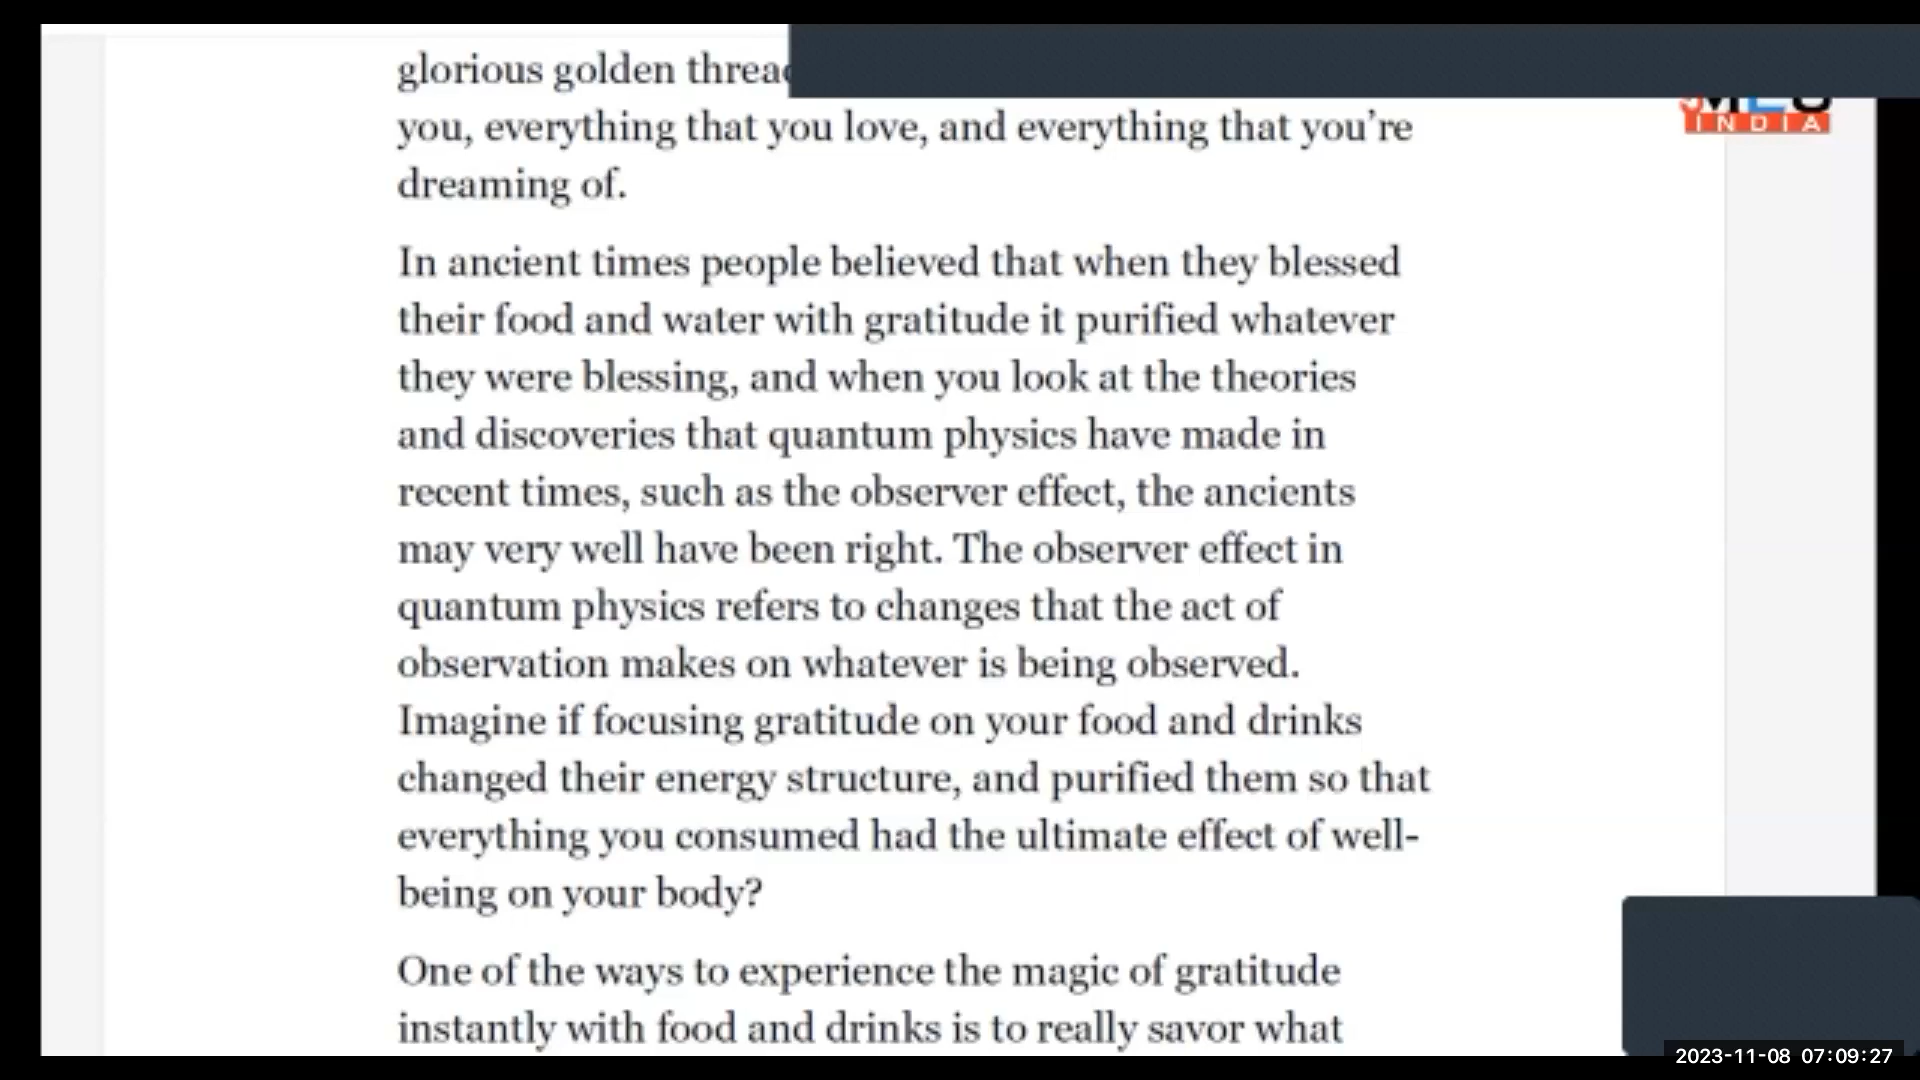 glorious golden
you, everything that you love, and everything that you're
dreaming of.
In ancient times people believed that when they blessed
their food and water with gratitude it purified whatever
they were blessing, and when you look at the theories
and discoveries that quantum physics have made in
recent times, such as the observer effect, the ancients
may very well have been right. The observer effect in
quantum physics refers to changes that the act of
observation makes on whatever is being observed.
Imagine if focusing gratitude on your food and drinks
changed their energy structure, and purified them so that
everything you consumed had the ultimate effect of well-
being on your body?
One of the ways to experience the magic of gratitude
instantly with food and drinks is to really savor what
INDIA
2023-11-08 07:09:27